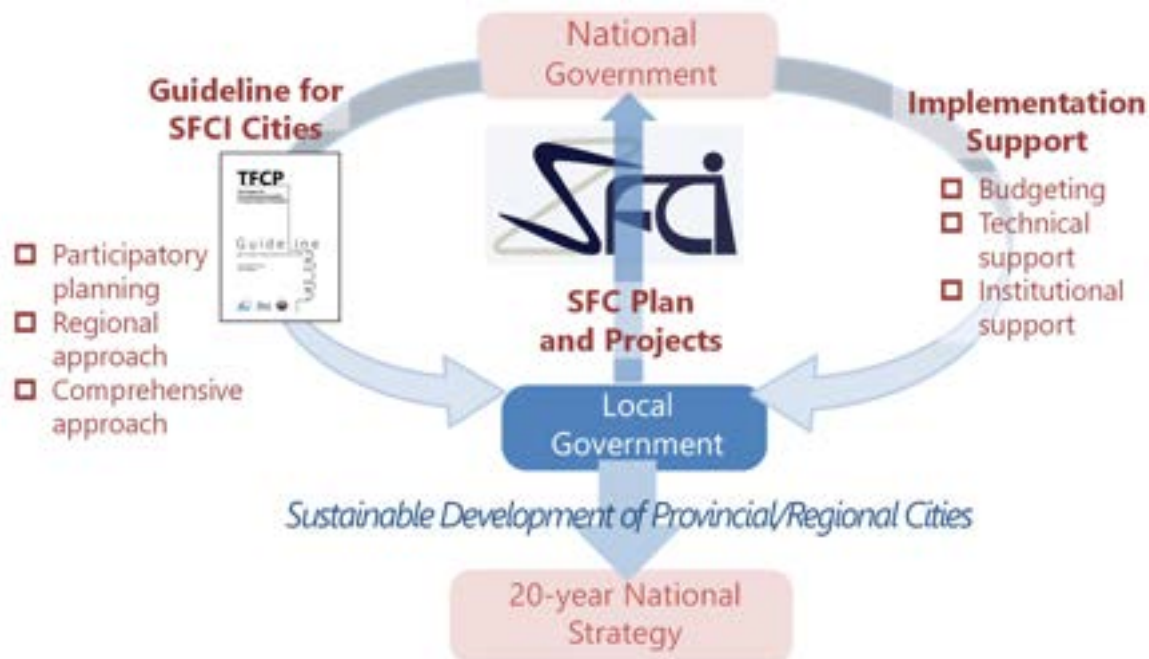 National
Government
Guideline for
SFCI Cities
TFCP
Guideline
Participatory
planning
Regional
approach
Comprehensive
approach
SFCI
SFC Plan
and Projects
Implementation
Support
Budgeting
Technical
support
Institutional
support
Local
Government
Sustainable Development of Provincial/Regional Cities
20-year National
Strategy